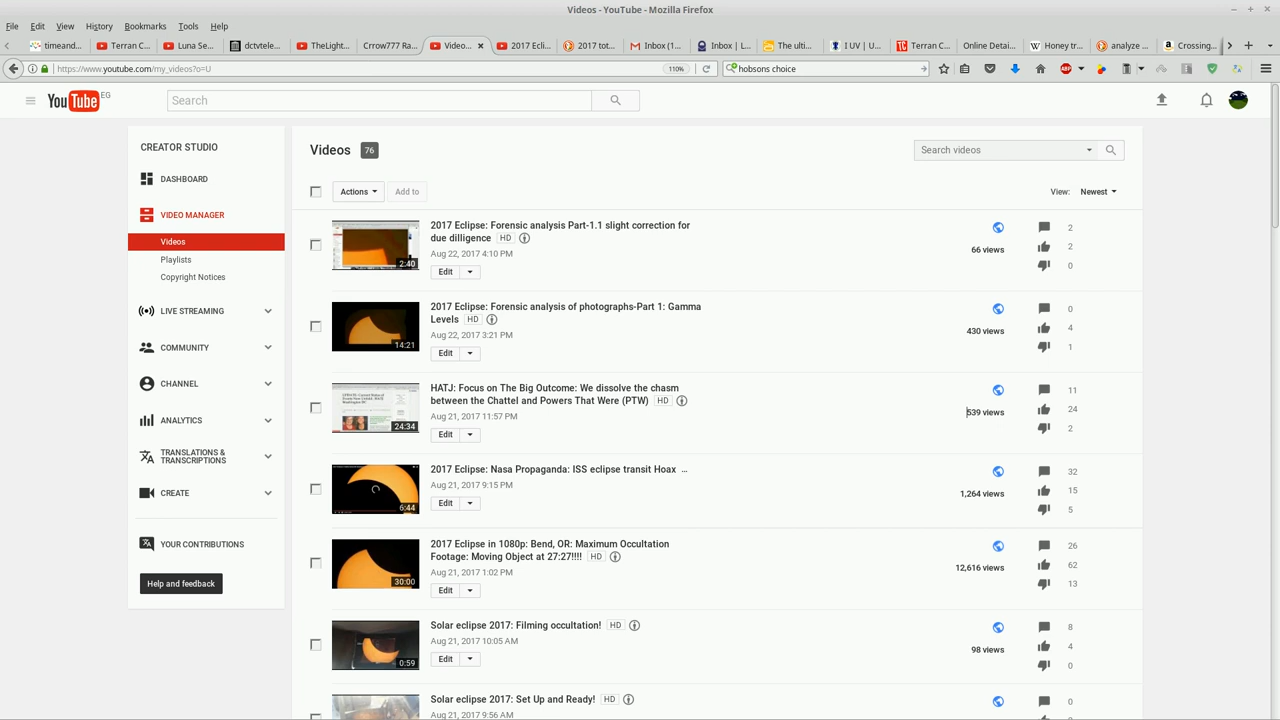 Videos - YouTube - Mozilla Firefox
File Edit View History Bookmarks Tools Help
timeand... Terran C... Luna Se... dctvtele... TheLight... Crrow777 Ra... Video... 2017 Ecli... 2017 tot... Inbox (1... Inbox | L... The ulti... I UV | U... Terran C... Online Detai... Honey tr... analyze ... Crossing...
https://www.youtube.com/my_videos?o=U 110% hobsons choice
YouTube EG Search
CREATOR STUDIO
DASHBOARD
VIDEO MANAGER
Videos
Playlists
Copyright Notices
LIVE STREAMING
COMMUNITY
CHANNEL
ANALYTICS
TRANSLATIONS &
TRANSCRIPTIONS
CREATE
YOUR CONTRIBUTIONS
Help and feedback
Videos 76 Search videos
Actions Add to View: Newest
2017 Eclipse: Forensic analysis Part-1.1 slight correction for 2
due dilligence HD 66 views 2
Aug 22, 2017 4:10 PM 0
2:40 Edit
2017 Eclipse: Forensic analysis of photographs-Part 1: Gamma 0
Levels HD 430 views 4
Aug 22, 2017 3:21 PM 1
14:21 Edit
HATJ: Focus on The Big Outcome: We dissolve the chasm 11
between the Chattel and Powers That Were (PTW) HD 539 views 24
Aug 21, 2017 11:57 PM 2
24:34 Edit
2017 Eclipse: Nasa Propaganda: ISS eclipse transit Hoax ... 32
Aug 21, 2017 9:15 PM 1,264 views 15
6:44 Edit 5
2017 Eclipse in 1080p: Bend, OR: Maximum Occultation 26
Footage: Moving Object at 27:27!!!! HD 12,616 views 62
Aug 21, 2017 1:02 PM 13
30:00 Edit
Solar eclipse 2017: Filming occultation! HD 8
Aug 21, 2017 10:05 AM 98 views 4
0:59 Edit 0
Solar eclipse 2017: Set Up and Ready! HD 0
Aug 21, 2017 9:56 AM